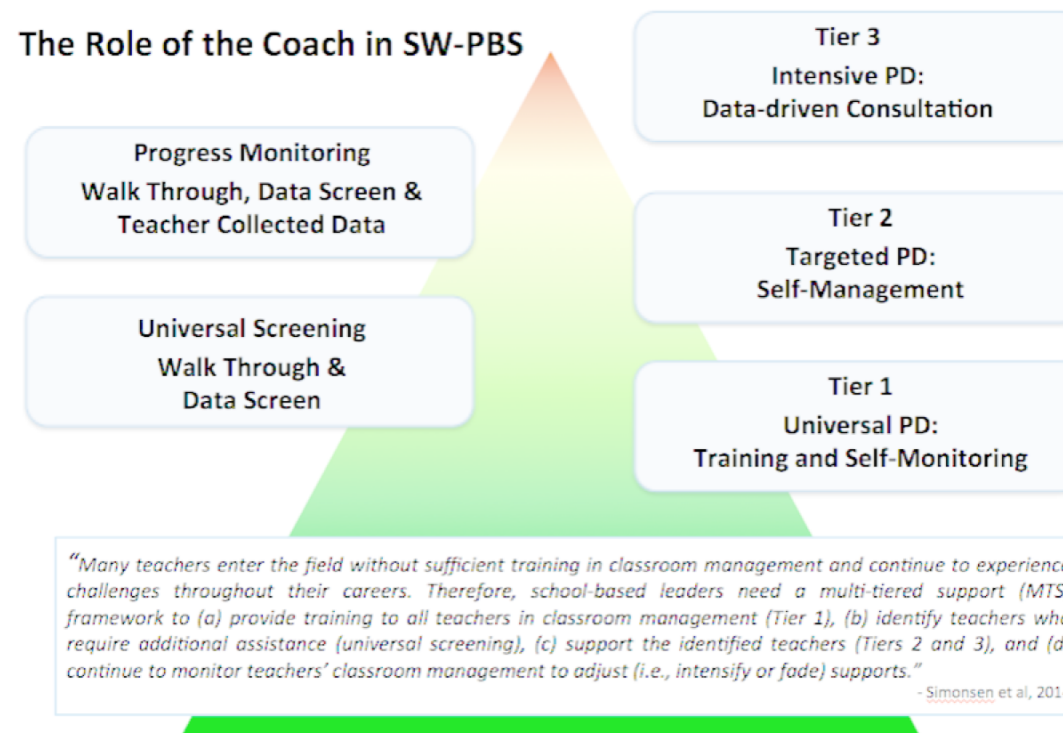 The Role of the Coach in SW-PBS
Progress Monitoring
Walk Through, Data Screen &
Teacher Collected Data
Universal Screening
Walk Through &
Data Screen
Tier 3
Intensive PD:
Data-driven Consultation
Tier 2
Targeted PD:
Self-Management
Tier 1
Universal PD:
Training and Self-Monitoring
“Many teachers enter the field without sufficient training in classroom management and continue to experience
challenges throughout their careers. Therefore, school-based leaders need a multi-tiered support (MTS
framework to (a) provide training to all teachers in classroom management (Tier 1), (b) identify teachers who
require additional assistance (universal screening), (c) support the identified teachers (Tiers 2 and 3), and (d
continue to monitor teachers’ classroom management to adjust (i.e., intensify or fade) supports.”
- Simonsen et al, 201